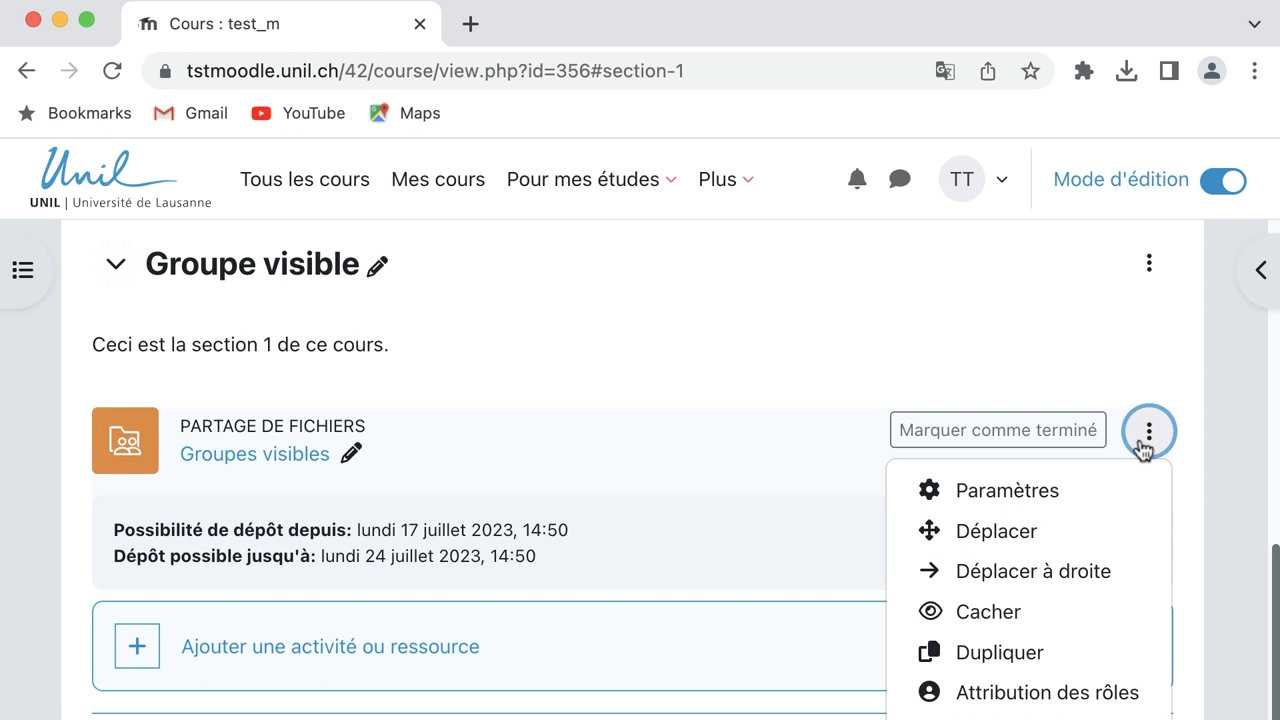 Cours : test_m
tstmoodle.unil.ch/42/course/view.php?id=356#section-1
Bookmarks Gmail YouTube Maps
Unil
UNIL | Université de Lausanne
Tous les cours Mes cours Pour mes études Plus TT Mode d'édition
Groupe visible
Ceci est la section 1 de ce cours.
PARTAGE DE FICHIERS
Groupes visibles
Marquer comme terminé
Possibilité de dépôt depuis: lundi 17 juillet 2023, 14:50
Dépôt possible jusqu'à: lundi 24 juillet 2023, 14:50
Ajouter une activité ou ressource
Paramètres
Déplacer
Déplacer à droite
Cacher
Dupliquer
Attribution des rôles